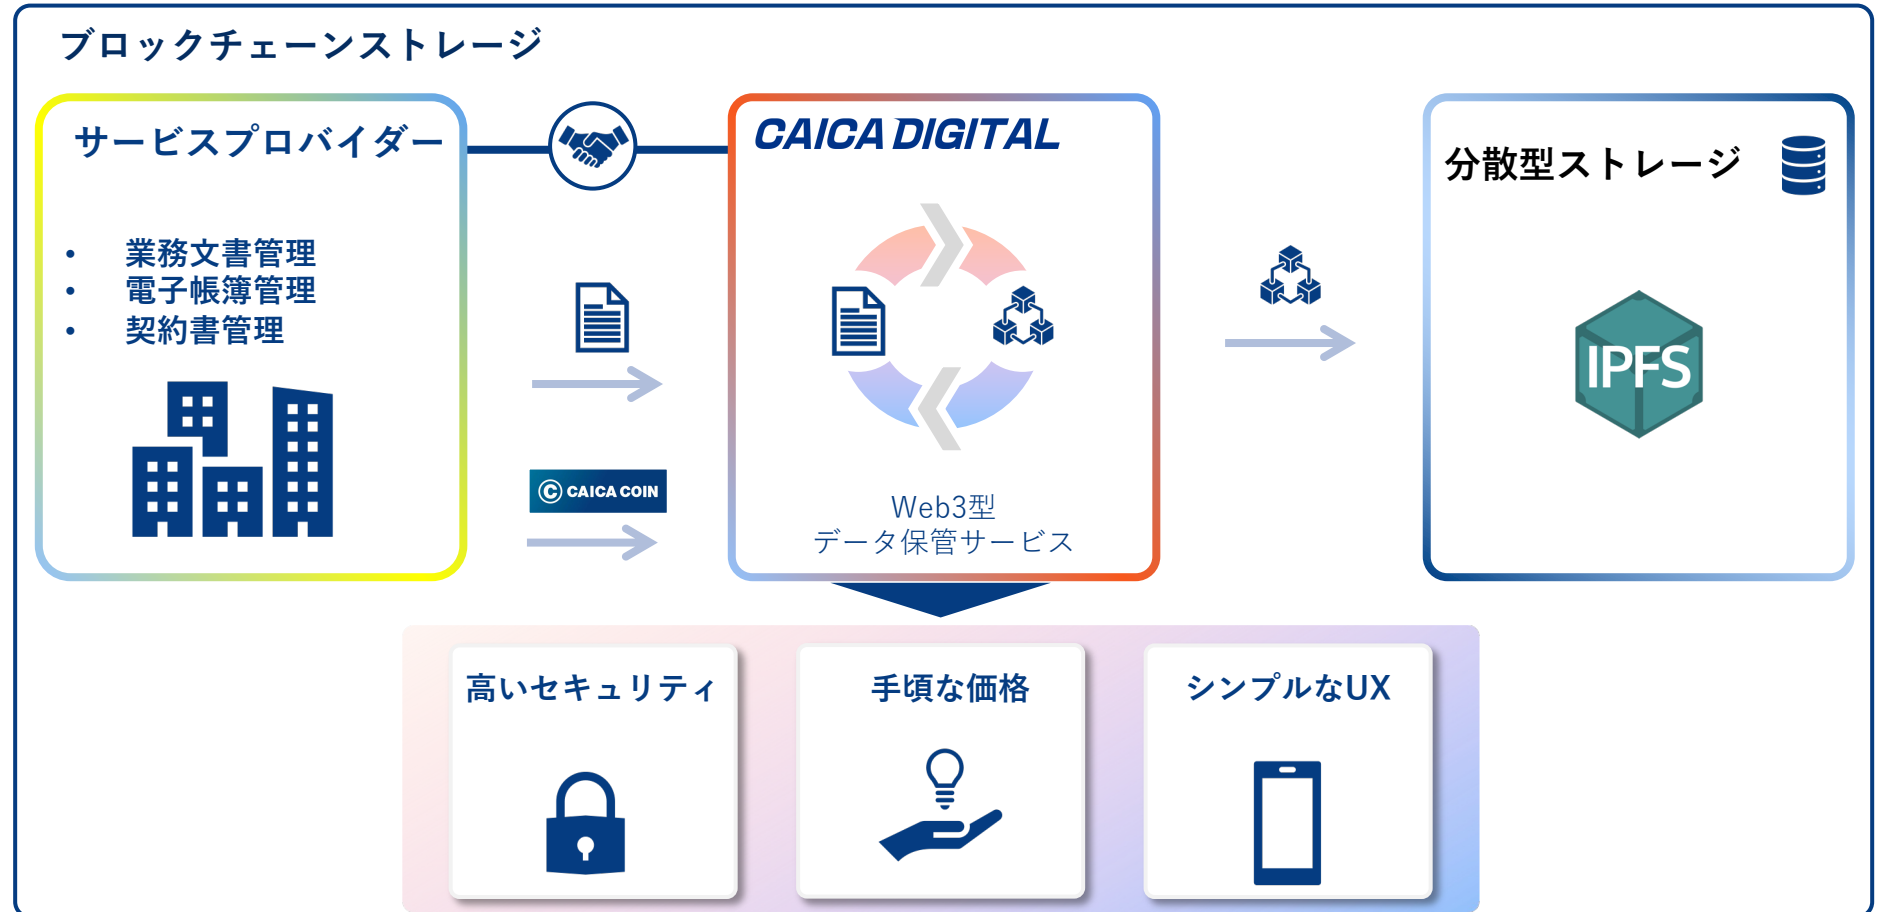 ブロックチェーンストレージ
サービスプロバイダー
• 業務文書管理
• 電子帳簿管理
• 契約書管理
CAICA COIN
CAICA DIGITAL
Web3型
データ保管サービス
分散型ストレージ
IPFS
高いセキュリティ
手頃な価格
シンプルなUX